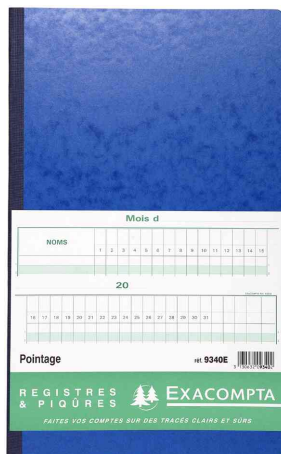 Mois d
NOMS 1 2 3 4 5 6 7 8 9 10 11 12 13 14 15
20
16 17 18 19 20 21 22 23 24 25 26 27 28 29 30 31
Pointage réf. 9340E
REGISTRES
& PIQÛRES
EXACOMPTA
FAITES VOS COMPTES SUR DES TRACÉS CLAIRS ET SÛRS